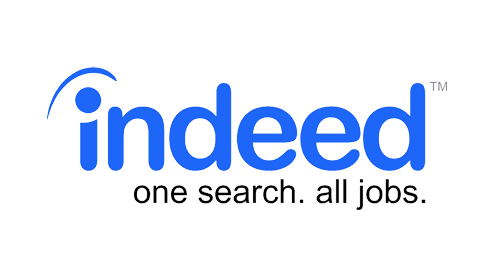 indeed™
one search. all jobs.